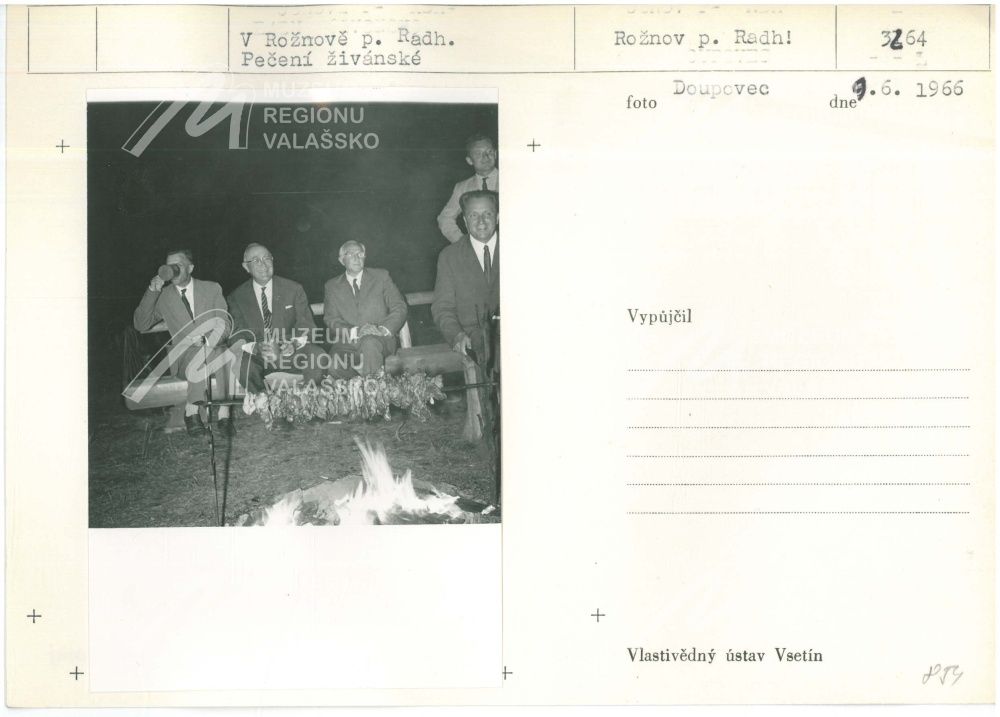 V Rožnově p. Radh.
Pečení živánské
Rožnov p. Radh!
3264
foto Doupovec dne 9.6. 1966
MUZEUM
REGIONU
VALAŠSKO
MUZEUM
REGIONU
VALAŠSKO
Vypůjčil
Vlastivědný ústav Vsetín